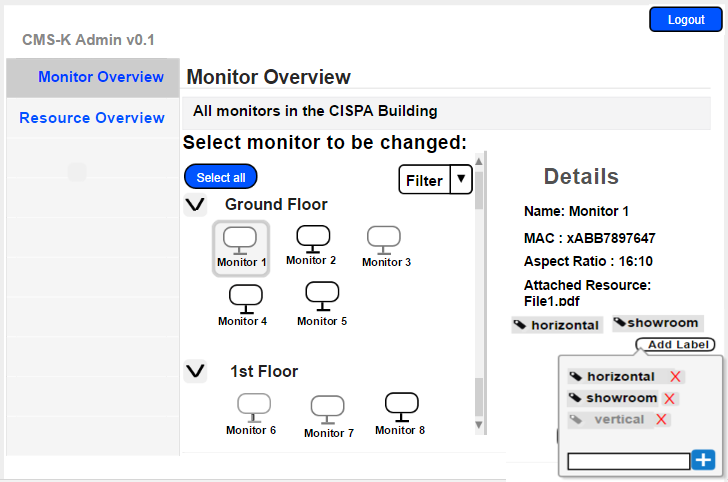 Logout
CMS-K Admin v0.1
Monitor Overview
Resource Overview
Monitor Overview
All monitors in the CISPA Building
Select monitor to be changed:
Select all
Filter
Ground Floor
Monitor 1
Monitor 2
Monitor 3
Monitor 4
Monitor 5
1st Floor
Monitor 6
Monitor 7
Monitor 8
Details
Name: Monitor 1
MAC : xABB7897647
Aspect Ratio : 16:10
Attached Resource:
File1.pdf
horizontal
showroom
Add Label
horizontal X
showroom X
vertical X